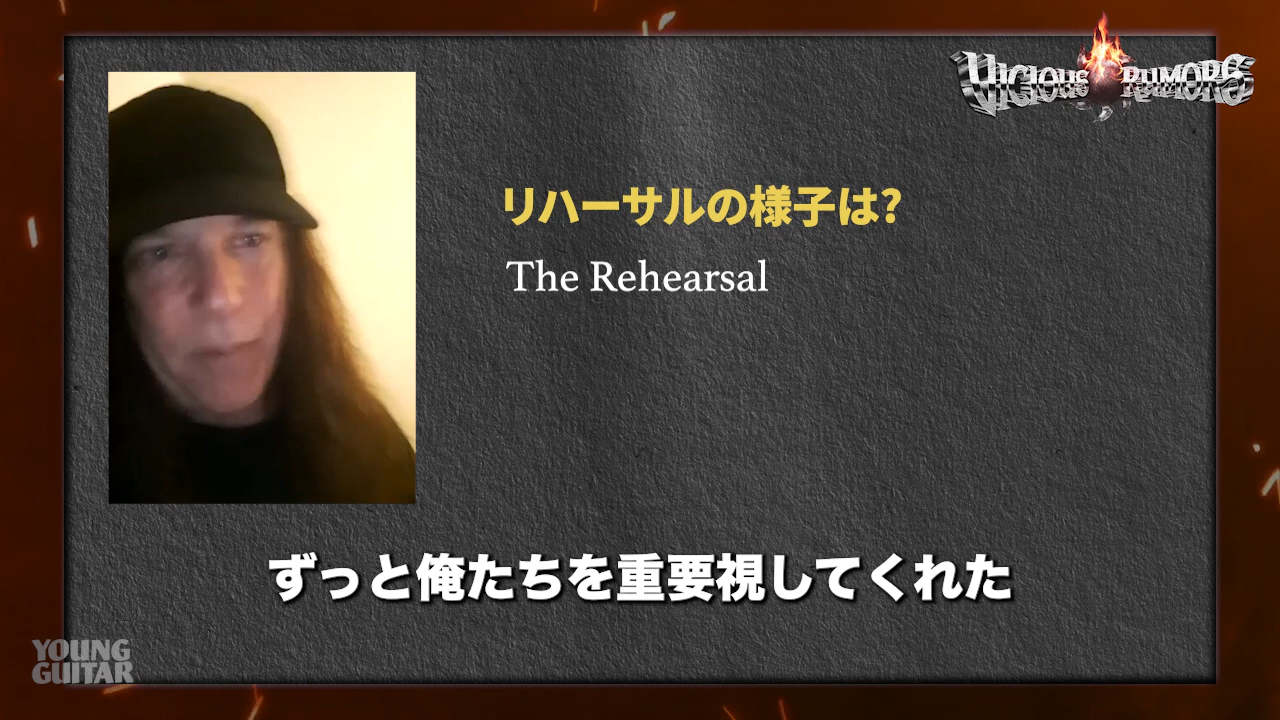 VICIOUS RUMORS
リハーサルの様子は?
The Rehearsal
ずっと俺たちを重要視してくれた
YOUNG
GUITAR